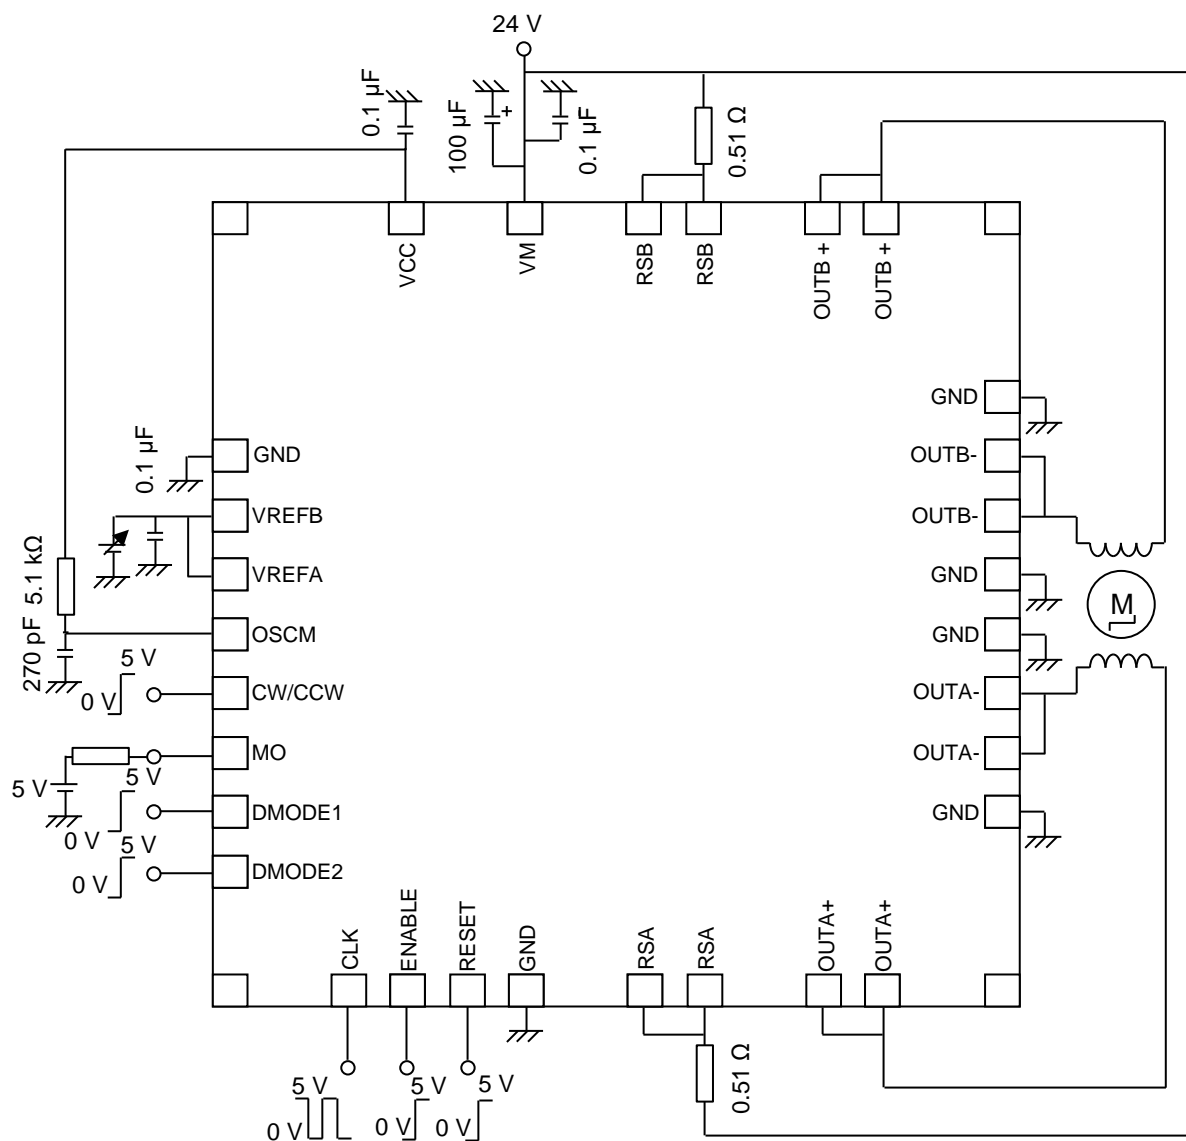 24 V
0.1 µF
100 µF
+
0.1 µF
0.51 Ω
VCC
VM
RSB
RSB
OUTB +
OUTB +
GND
0.1 µF
GND
OUTB-
VREFB
OUTB-
VREFA
GND
5.1 kΩ
M
OSCM
GND
270 pF
5 V
0 V
CW/CCW
OUTA-
MO
OUTA-
5 V
5 V
DMODE1
GND
0 V
5 V
DMODE2
0 V
CLK
ENABLE
RESET
GND
RSA
RSA
OUTA+
OUTA+
0.51 Ω
5 V
5 V
5 V
0 V
0 V
0 V